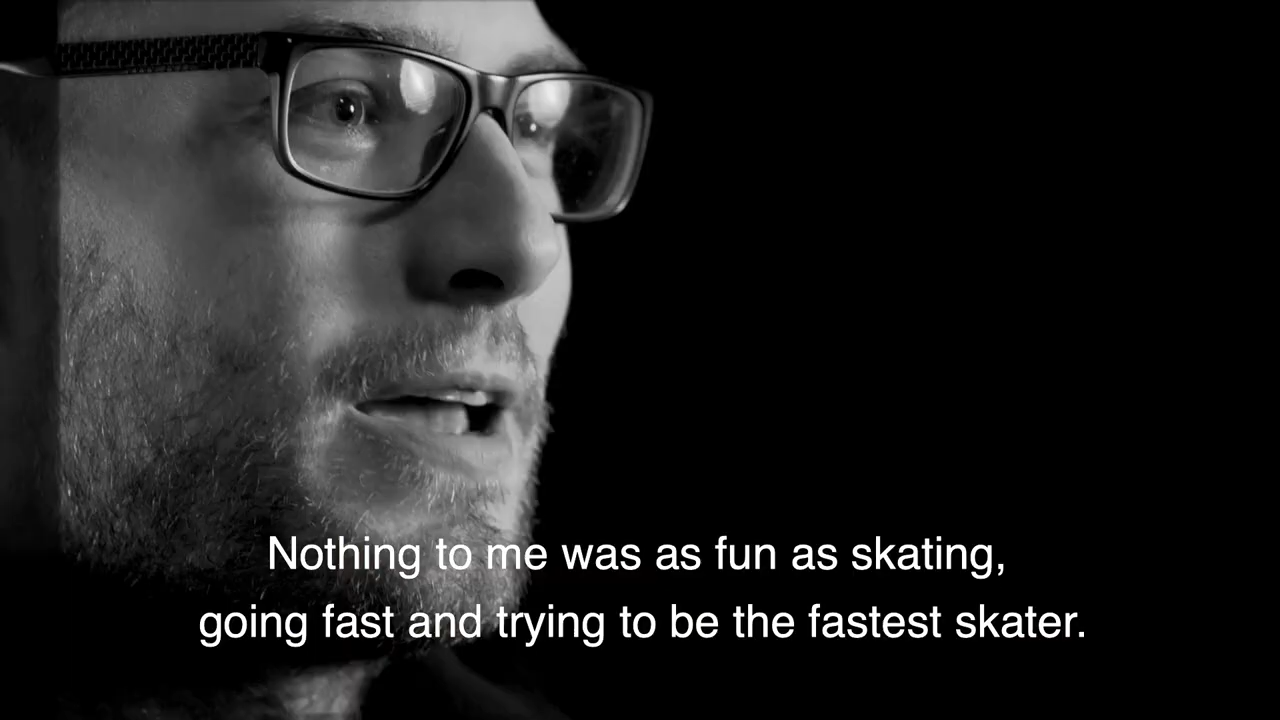 Nothing to me was as fun as skating,
going fast and trying to be the fastest skater.